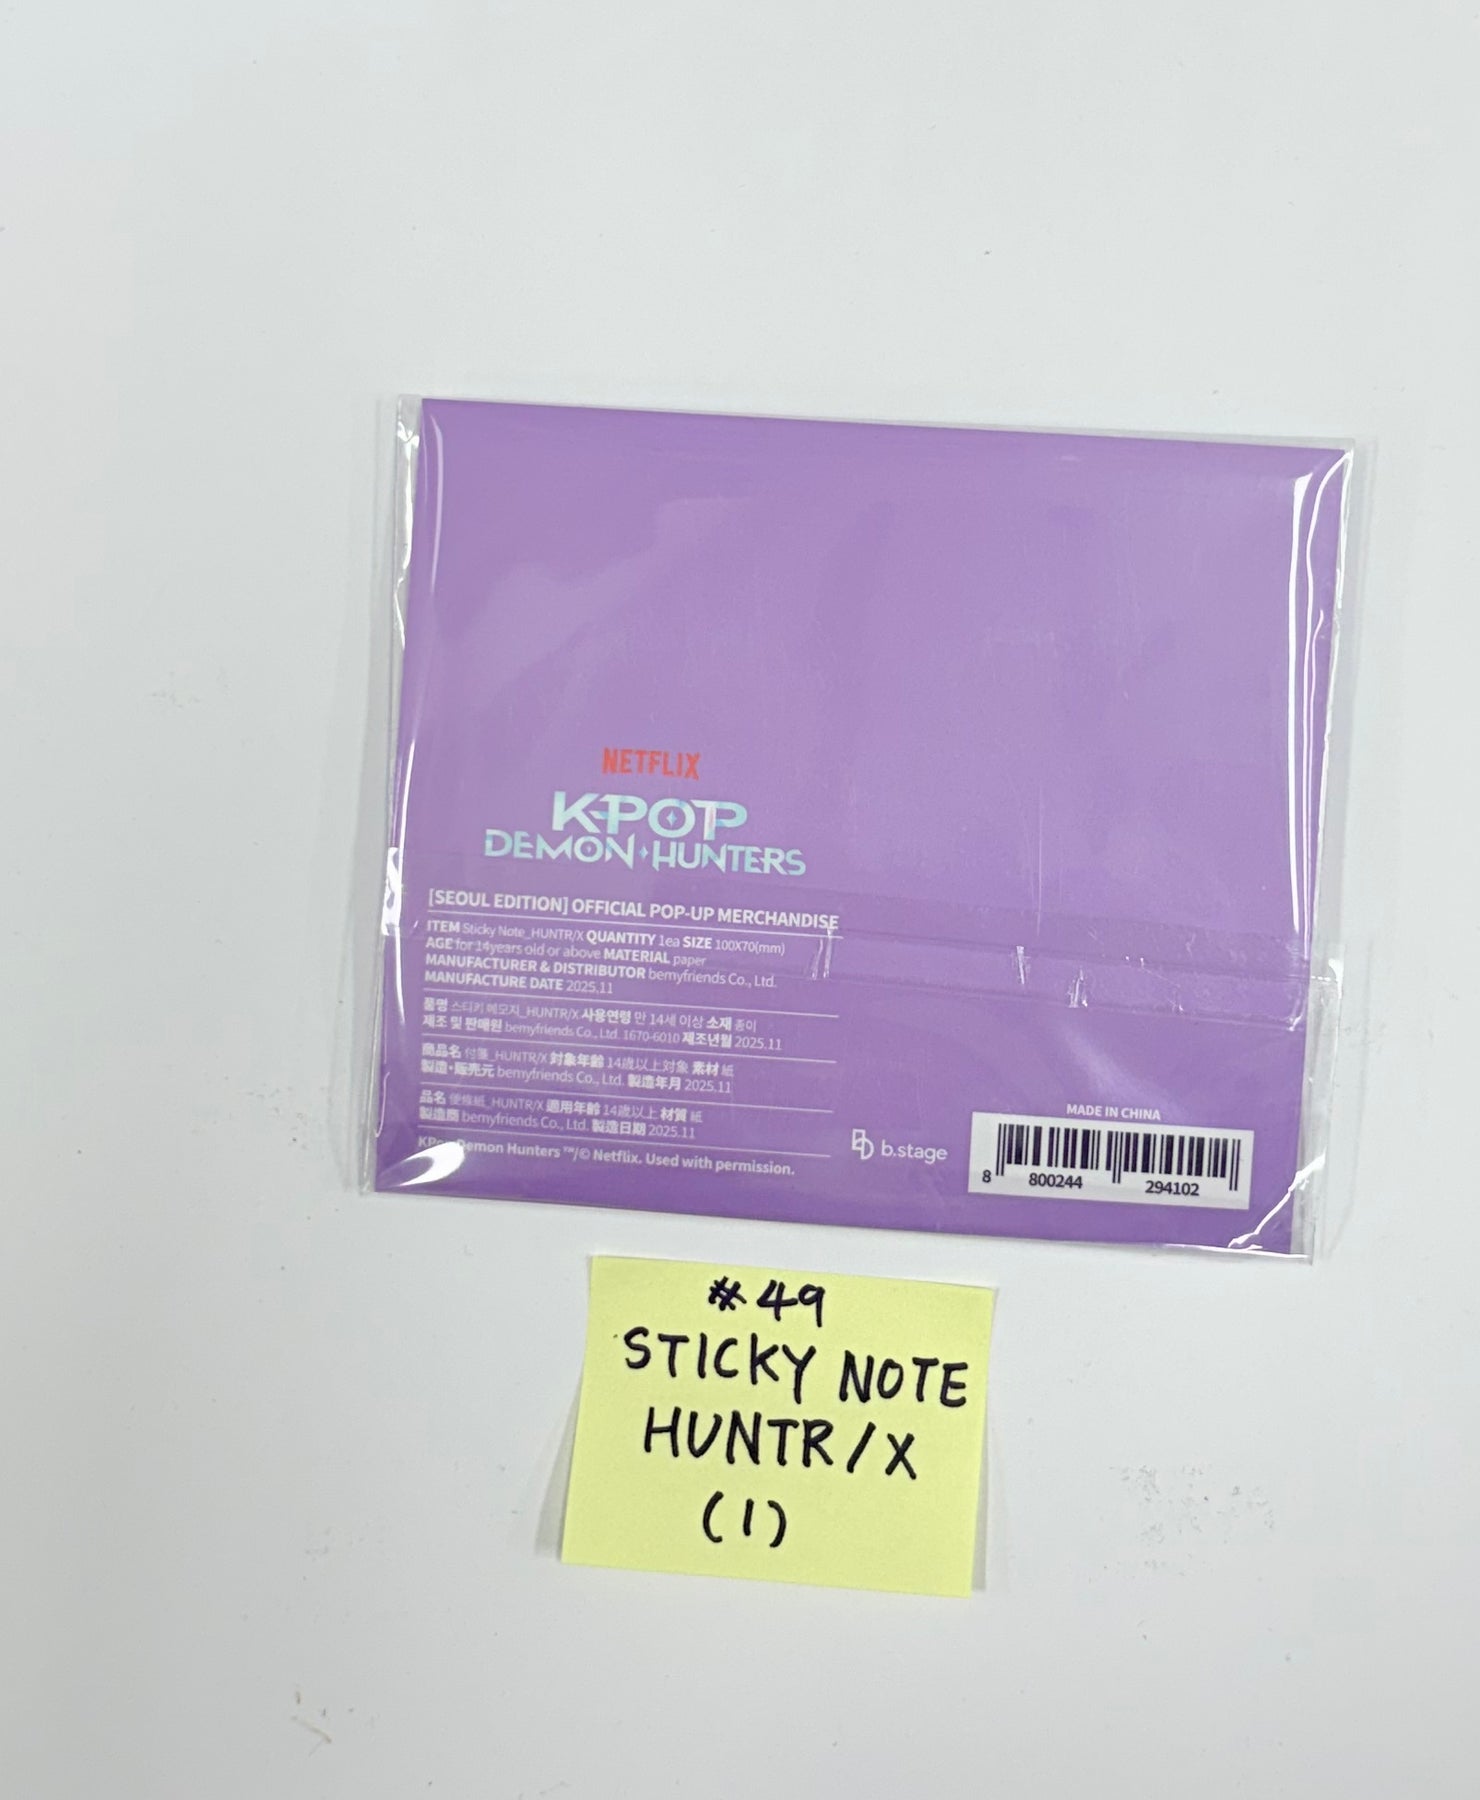 NETFLIX
K-POP
DEMON HUNTERS
[SEOUL EDITION] OFFICIAL POP-UP MERCHANDISE
ITEM Sticky Note_HUNTR/X QUANTITY 1ea SIZE 100X70(mm)
AGE for 14years old or above MATERIAL paper
MANUFACTURER & DISTRIBUTOR bemyfriends Co., Ltd.
MANUFACTURE DATE 2025.11
품명 스티키 메모지_HUNTR/X 사용연령 만 14세 이상 소재 종이
제조 및 판매원 bemyfriends Co., Ltd. 1670-6010 제조년월 2025.11
商品名 付箋_HUNTR/X 対象年齢 14歳以上対象 素材 紙
製造・販売元 bemyfriends Co., Ltd. 製造年月 2025.11
品名 便條紙_HUNTR/X 適用年齡 14歲以上 材質 紙
製造商 bemyfriends Co., Ltd. 製造日期 2025.11
KPop Demon Hunters ™/© Netflix. Used with permission.
b.stage
MADE IN CHINA
8 800244 294102
#49
STICKY NOTE
HUNTR/X
(1)